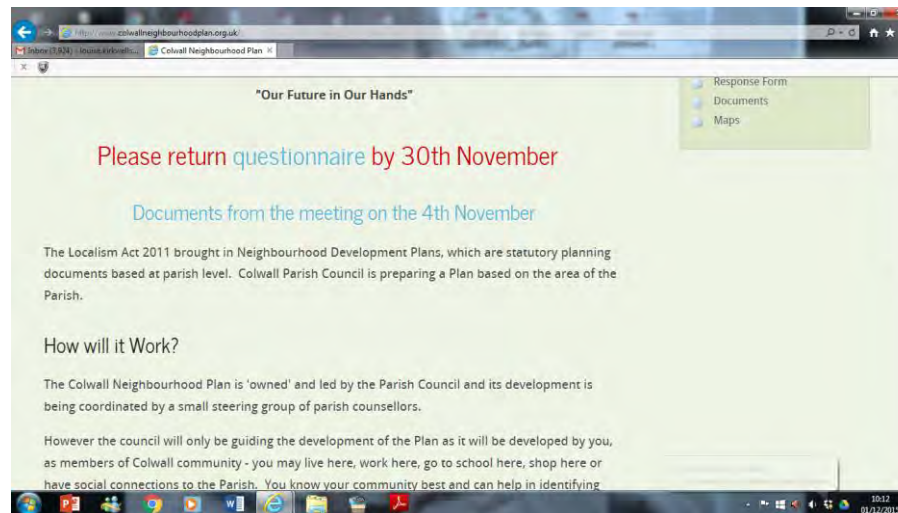 http://www.colwallneighbourhoodplan.org.uk/
Colwall Neighbourhood Plan
"Our Future in Our Hands"
Response Form
Documents
Maps
Please return questionnaire by 30th November
Documents from the meeting on the 4th November
The Localism Act 2011 brought in Neighbourhood Development Plans, which are statutory planning
documents based at parish level. Colwall Parish Council is preparing a Plan based on the area of the
Parish.
How will it Work?
The Colwall Neighbourhood Plan is 'owned' and led by the Parish Council and its development is
being coordinated by a small steering group of parish counsellors.
However the council will only be guiding the development of the Plan as it will be developed by you,
as members of Colwall community - you may live here, work here, go to school here, shop here or
have social connections to the Parish. You know your community best and can help in identifying
10:12